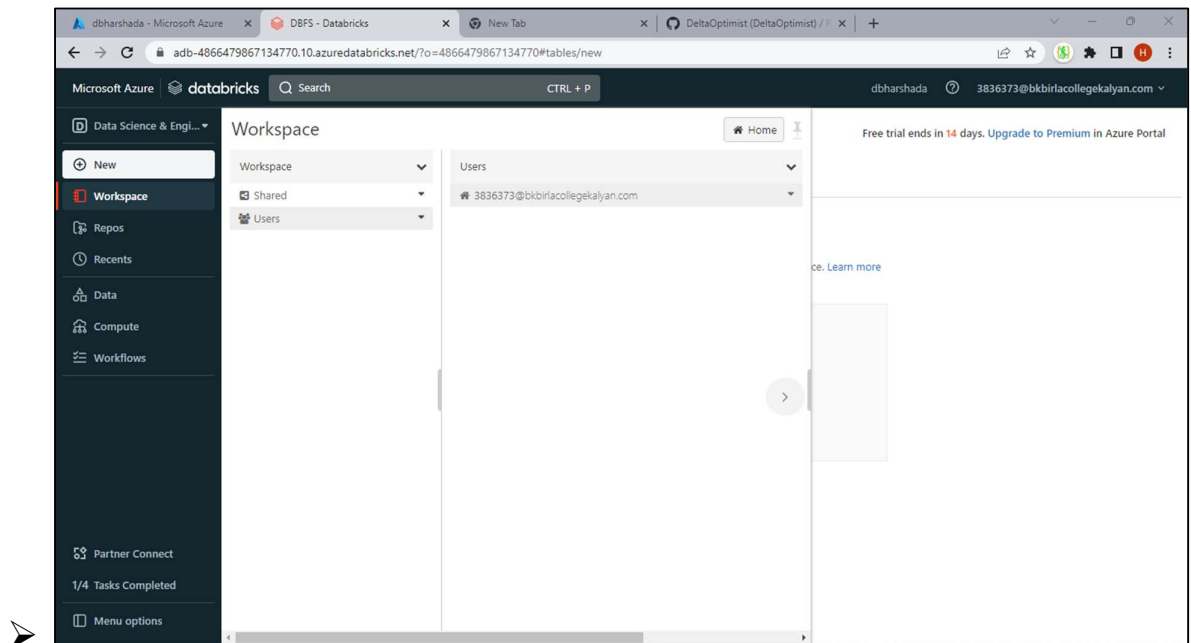 dbharshada - Microsoft Azure
DBFS - Databricks
New Tab
DeltaOptimist (DeltaOptimist) /
adb-4866479867134770.10.azuredatabricks.net/?o=4866479867134770#tables/new
H
Microsoft Azure databricks Search CTRL + P dbharshada 3836373@bkbirlacollegekalyan.com
D Data Science & Engi...
New
Workspace
Repos
Recents
Data
Compute
Workflows
Partner Connect
1/4 Tasks Completed
Menu options
Workspace
Home
Workspace
Shared
Users
Users
3836373@bkbirlacollegekalyan.com
Free trial ends in 14 days. Upgrade to Premium in Azure Portal
ce. Learn more